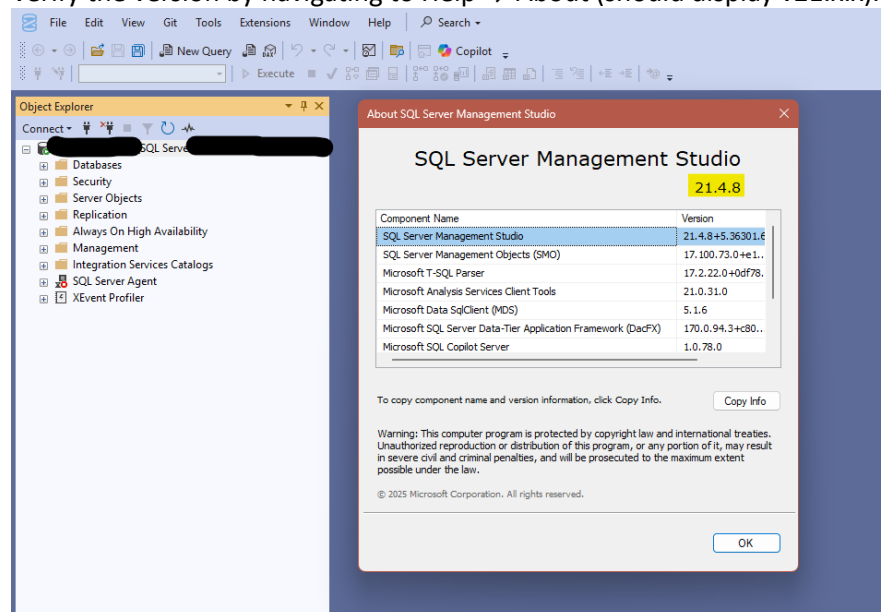 File Edit View Git Tools Extensions Window Help Search
New Query Copilot
Execute
Object Explorer
Connect
SQL Serve
Databases
Security
Server Objects
Replication
Always On High Availability
Management
Integration Services Catalogs
SQL Server Agent
XEvent Profiler
About SQL Server Management Studio
SQL Server Management Studio
21.4.8
Component Name Version
SQL Server Management Studio 21.4.8+5.36301.6
SQL Server Management Objects (SMO) 17.100.73.0+e1..
Microsoft T-SQL Parser 17.2.22.0+0df78.
Microsoft Analysis Services Client Tools 21.0.31.0
Microsoft Data SqlClient (MDS) 5.1.6
Microsoft SQL Server Data-Tier Application Framework (DacFX) 170.0.94.3+c80..
Microsoft SQL Copilot Server 1.0.78.0
To copy component name and version information, click Copy Info.
Copy Info
Warning: This computer program is protected by copyright law and international treaties.
Unauthorized reproduction or distribution of this program, or any portion of it, may result
in severe civil and criminal penalties, and will be prosecuted to the maximum extent
possible under the law.
© 2025 Microsoft Corporation. All rights reserved.
OK